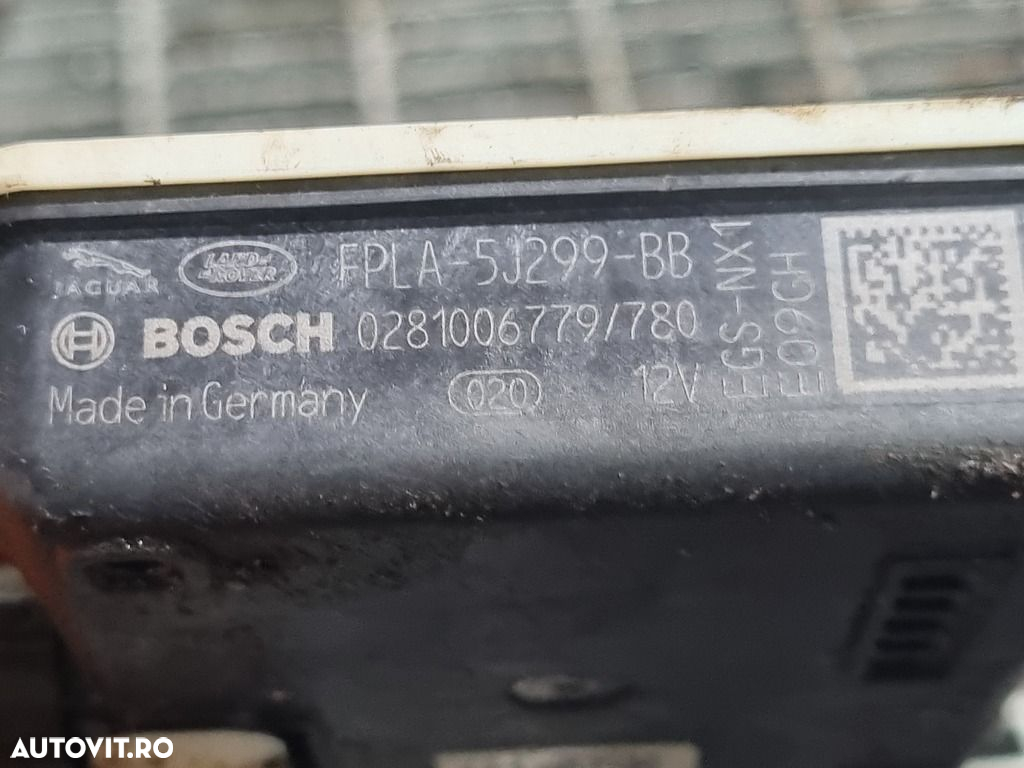 JAGUAR LAND ROVER FPLA-5J299-BB
BOSCH 0281006779/780
Made in Germany 020 12V
EGS-NX1
E09GH
AUTOVIT.RO